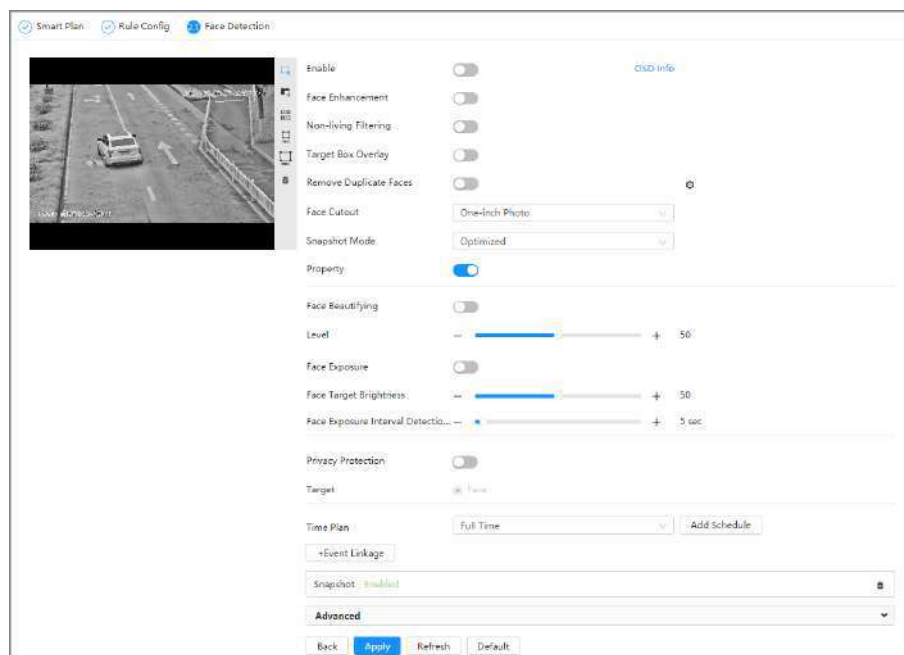 Smart Plan Rule Config Face Detection
Enable OSD Info
Face Enhancement
Non-living Filtering
Target Box Overlay
Remove Duplicate Faces
Face Cutout One-inch Photo
Snapshot Mode Optimized
Property
Face Beautifying
Level 50
Face Exposure
Face Target Brightness 50
Face Exposure Interval Detectio... 5 sec
Privacy Protection
Target Face
Time Plan Full Time Add Schedule
+Event Linkage
Snapshot Enabled
Advanced
Back Apply Refresh Default